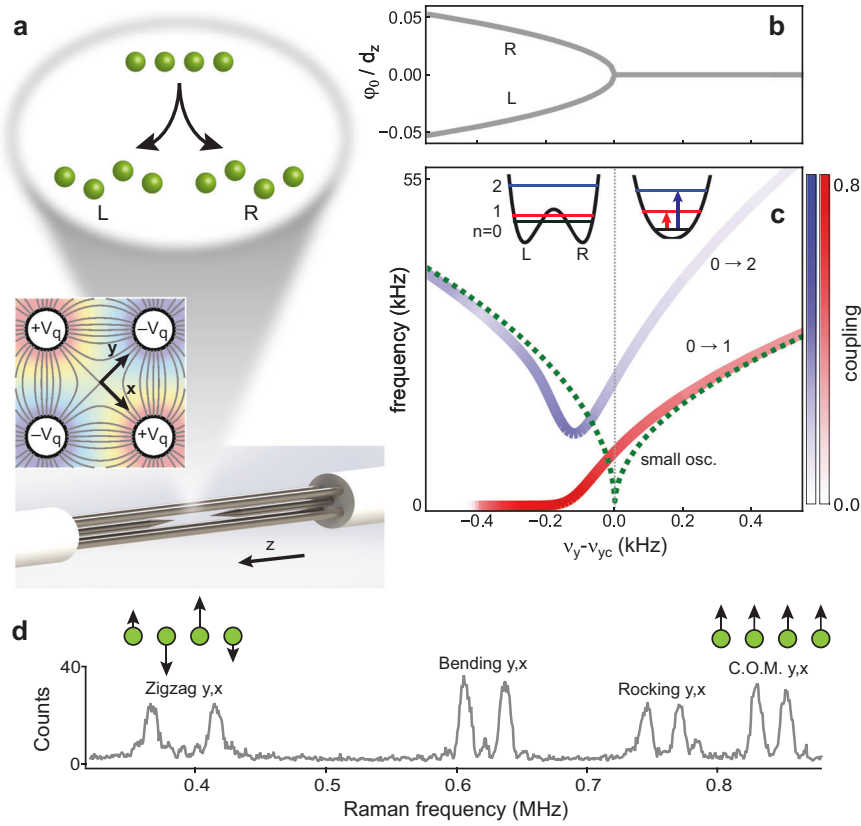 a
L
R
+Vq
−Vq
y
x
−Vq
+Vq
z
b
φ0 / dz
0.05
0.00
−0.05
R
L
c
frequency (kHz)
55
0
2
1
n=0
L
R
0 → 2
0 → 1
small osc.
−0.4
−0.2
0.0
0.2
0.4
νy-νyc (kHz)
0.8
0.0
coupling
d
Counts
40
0
Zigzag y,x
Bending y,x
Rocking y,x
C.O.M. y,x
0.4
0.5
0.6
0.7
0.8
Raman frequency (MHz)